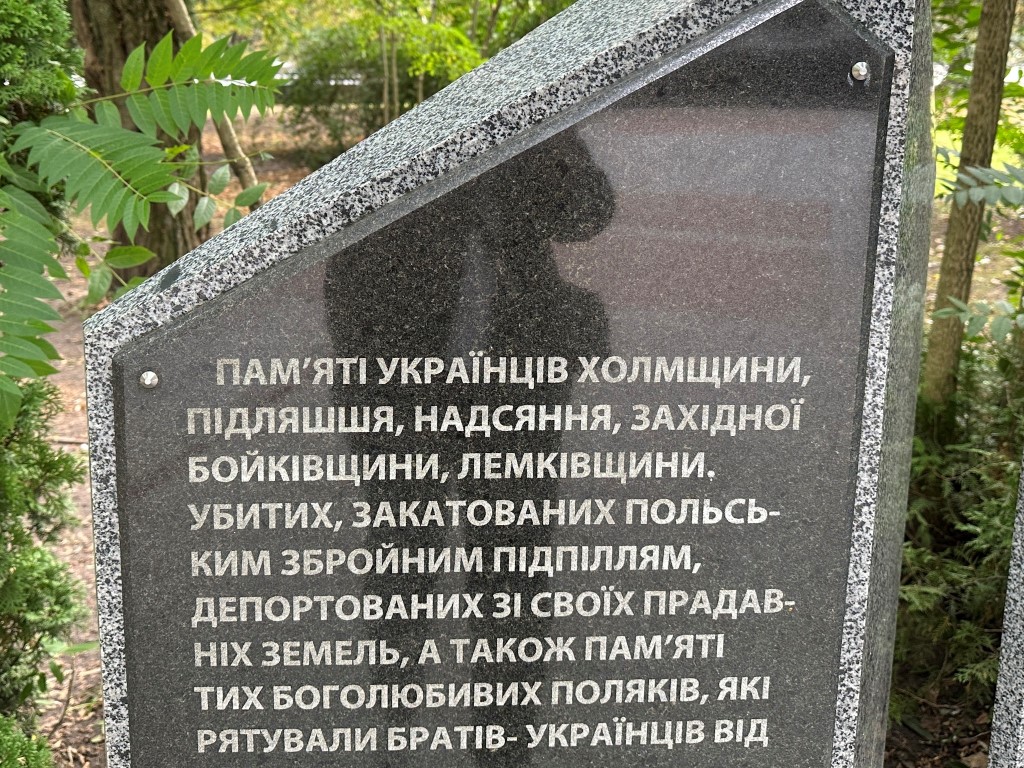 ПАМ’ЯТІ УКРАЇНЦІВ ХОЛМЩИНИ,
ПІДЛЯШШЯ, НАДСЯННЯ, ЗАХІДНОЇ
БОЙКІВЩИНИ, ЛЕМКІВЩИНИ.
УБИТИХ, ЗАКАТОВАНИХ ПОЛЬСЬ-
КИМ ЗБРОЙНИМ ПІДПІЛЛЯМ,
ДЕПОРТОВАНИХ ЗІ СВОЇХ ПРАДАВ-
НІХ ЗЕМЕЛЬ, А ТАКОЖ ПАМ’ЯТІ
ТИХ БОГОЛЮБИВИХ ПОЛЯКІВ, ЯКІ
РЯТУВАЛИ БРАТІВ- УКРАЇНЦІВ ВІД